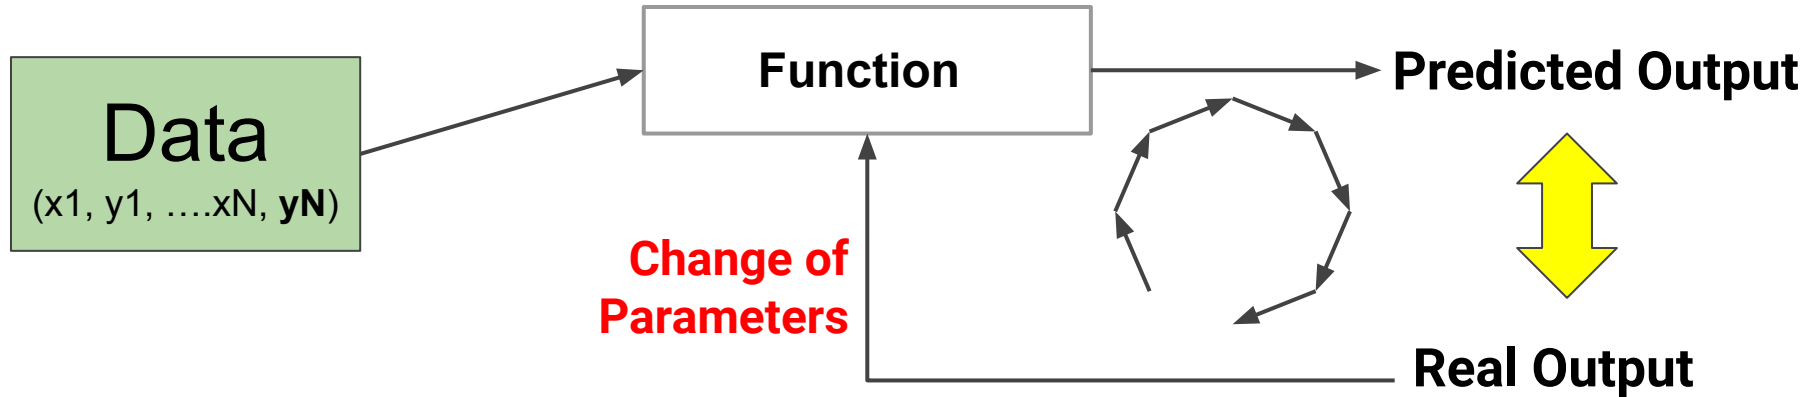 Data
(x1, y1, ....xN, yN)
Function
Predicted Output
Change of
Parameters
Real Output